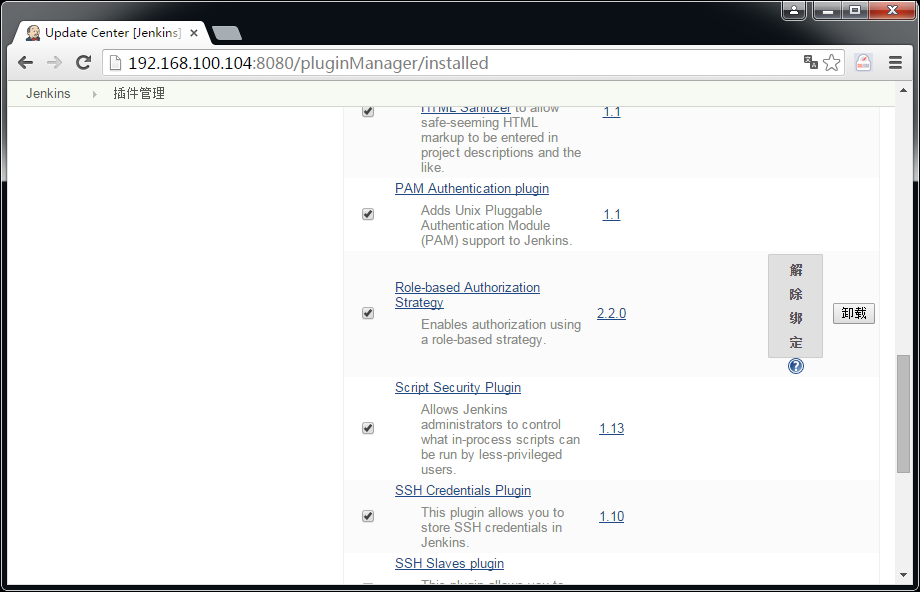 Update Center [Jenkins]
192.168.100.104:8080/pluginManager/installed
Jenkins 插件管理
HTML Sanitizer to allow
safe-seeming HTML
markup to be entered in
project descriptions and the
like.
1.1
PAM Authentication plugin
Adds Unix Pluggable
Authentication Module
(PAM) support to Jenkins.
1.1
Role-based Authorization
Strategy
Enables authorization using
a role-based strategy.
2.2.0
解
除
绑
定
?
卸载
Script Security Plugin
Allows Jenkins
administrators to control
what in-process scripts can
be run by less-privileged
users.
1.13
SSH Credentials Plugin
This plugin allows you to
store SSH credentials in
Jenkins.
1.10
SSH Slaves plugin
This plugin allows you to